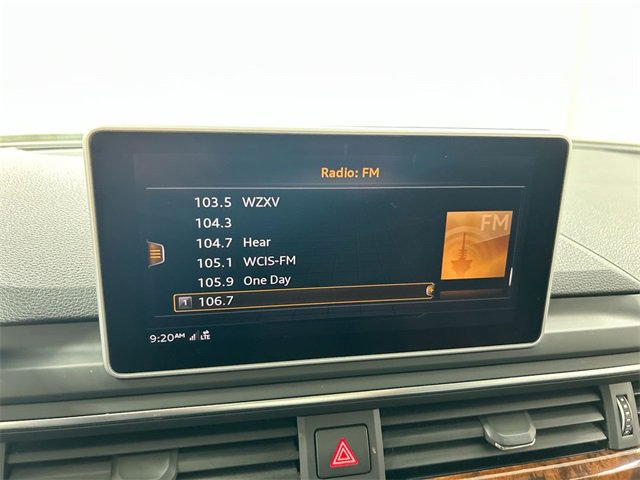 Radio: FM
103.5 WZXV
104.3
104.7 Hear
105.1 WCIS-FM
105.9 One Day
1 106.7
FM
9:20AM LTE